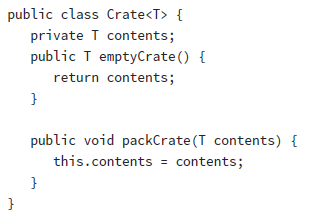 public class Crate<T> {
   private T contents;
   public T emptyCrate() {
      return contents;
   }

   public void packCrate(T contents) {
      this.contents = contents;
   }
}